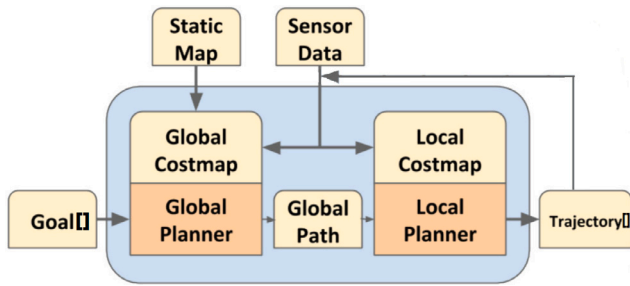 Static
Map
Sensor
Data
Global
Costmap
Local
Costmap
Goal[]
Global
Planner
Global
Path
Local
Planner
Trajectory[]